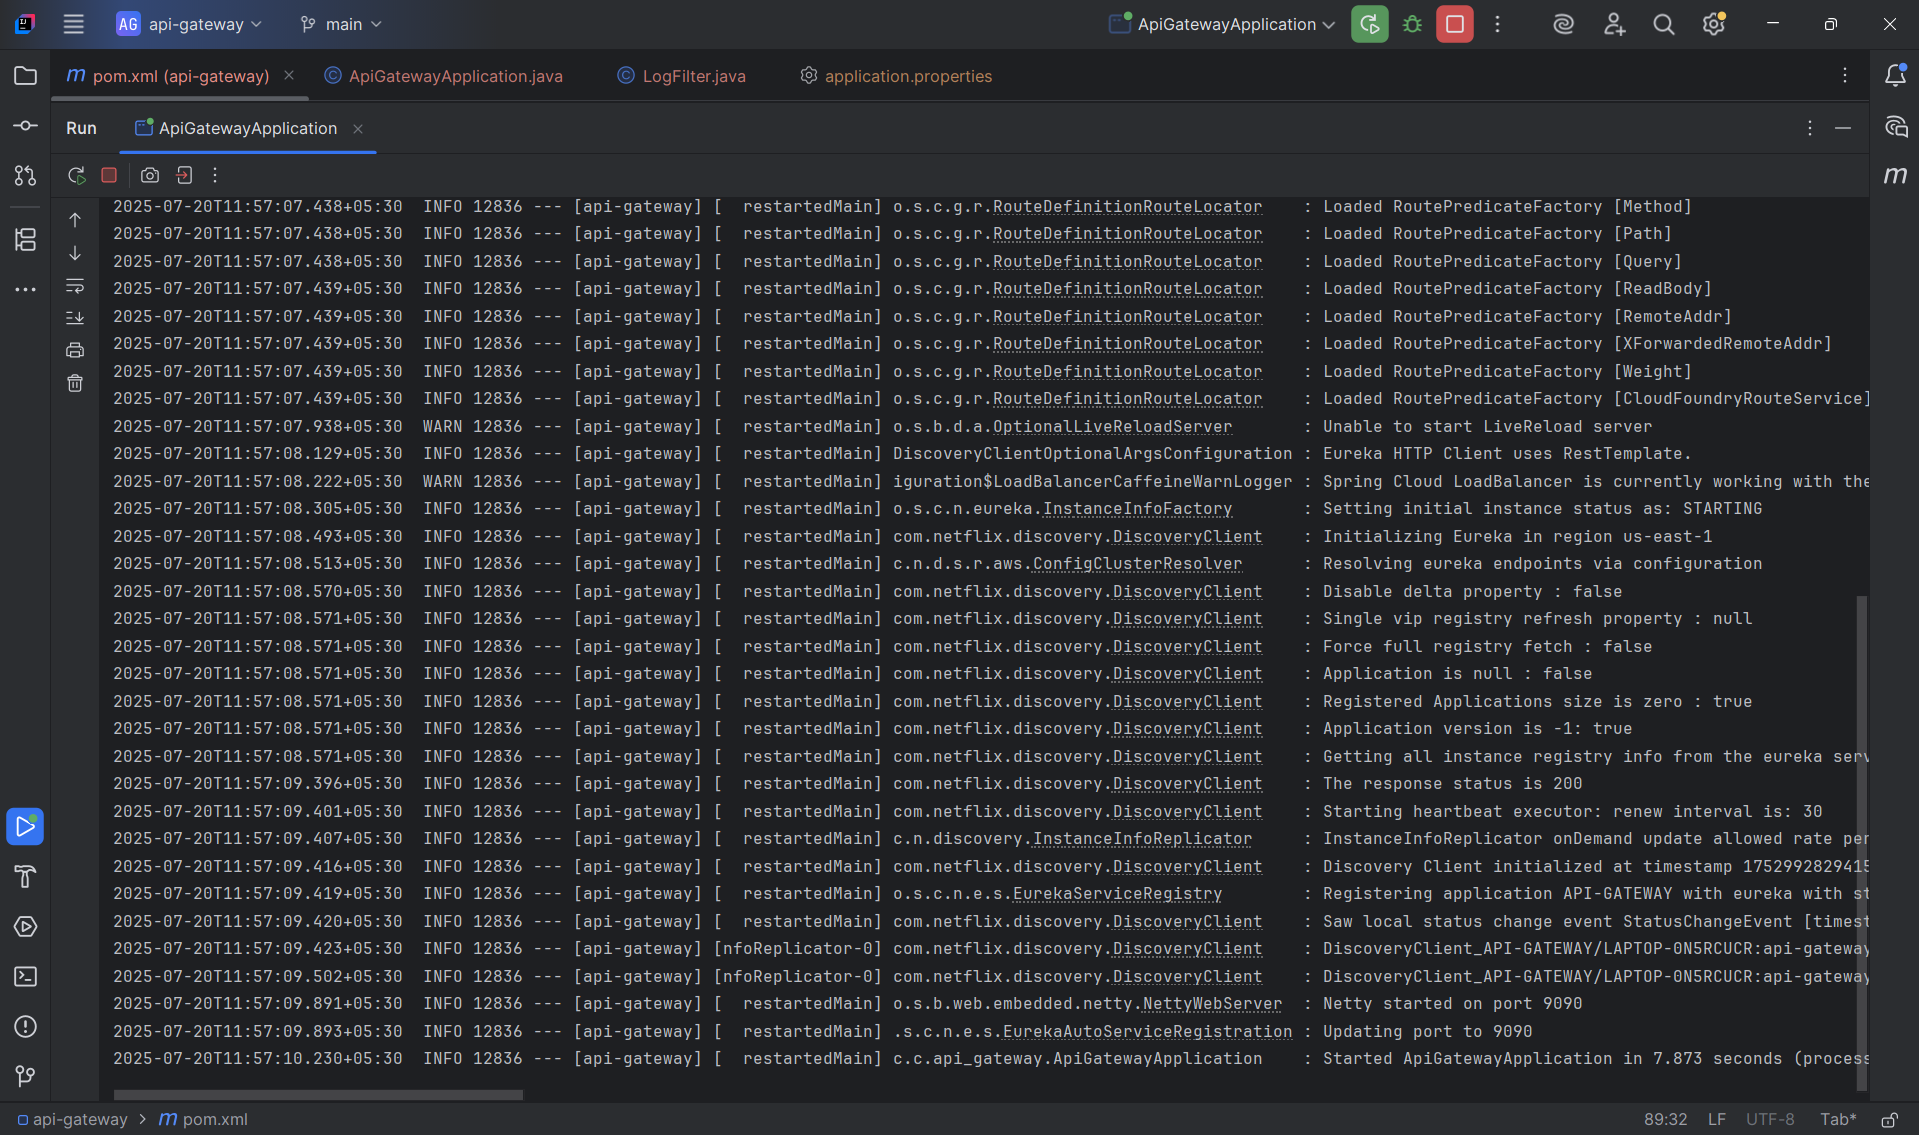 AG api-gateway main ApiGatewayApplication
m pom.xml (api-gateway) ApiGatewayApplication.java LogFilter.java application.properties
Run ApiGatewayApplication
2025-07-20T11:57:07.438+05:30 INFO 12836 --- [api-gateway] [ restartedMain] o.s.c.g.r.RouteDefinitionRouteLocator : Loaded RoutePredicateFactory [Method]
2025-07-20T11:57:07.438+05:30 INFO 12836 --- [api-gateway] [ restartedMain] o.s.c.g.r.RouteDefinitionRouteLocator : Loaded RoutePredicateFactory [Path]
2025-07-20T11:57:07.438+05:30 INFO 12836 --- [api-gateway] [ restartedMain] o.s.c.g.r.RouteDefinitionRouteLocator : Loaded RoutePredicateFactory [Query]
2025-07-20T11:57:07.439+05:30 INFO 12836 --- [api-gateway] [ restartedMain] o.s.c.g.r.RouteDefinitionRouteLocator : Loaded RoutePredicateFactory [ReadBody]
2025-07-20T11:57:07.439+05:30 INFO 12836 --- [api-gateway] [ restartedMain] o.s.c.g.r.RouteDefinitionRouteLocator : Loaded RoutePredicateFactory [RemoteAddr]
2025-07-20T11:57:07.439+05:30 INFO 12836 --- [api-gateway] [ restartedMain] o.s.c.g.r.RouteDefinitionRouteLocator : Loaded RoutePredicateFactory [XForwardedRemoteAddr]
2025-07-20T11:57:07.439+05:30 INFO 12836 --- [api-gateway] [ restartedMain] o.s.c.g.r.RouteDefinitionRouteLocator : Loaded RoutePredicateFactory [Weight]
2025-07-20T11:57:07.439+05:30 INFO 12836 --- [api-gateway] [ restartedMain] o.s.c.g.r.RouteDefinitionRouteLocator : Loaded RoutePredicateFactory [CloudFoundryRouteService]
2025-07-20T11:57:07.938+05:30 WARN 12836 --- [api-gateway] [ restartedMain] o.s.b.d.a.OptionalLiveReloadServer : Unable to start LiveReload server
2025-07-20T11:57:08.129+05:30 INFO 12836 --- [api-gateway] [ restartedMain] DiscoveryClientOptionalArgsConfiguration : Eureka HTTP Client uses RestTemplate.
2025-07-20T11:57:08.222+05:30 WARN 12836 --- [api-gateway] [ restartedMain] iguration$LoadBalancerCaffeineWarnLogger : Spring Cloud LoadBalancer is currently working with the
2025-07-20T11:57:08.305+05:30 INFO 12836 --- [api-gateway] [ restartedMain] o.s.c.n.eureka.InstanceInfoFactory : Setting initial instance status as: STARTING
2025-07-20T11:57:08.493+05:30 INFO 12836 --- [api-gateway] [ restartedMain] com.netflix.discovery.DiscoveryClient : Initializing Eureka in region us-east-1
2025-07-20T11:57:08.513+05:30 INFO 12836 --- [api-gateway] [ restartedMain] c.n.d.s.r.aws.ConfigClusterResolver : Resolving eureka endpoints via configuration
2025-07-20T11:57:08.570+05:30 INFO 12836 --- [api-gateway] [ restartedMain] com.netflix.discovery.DiscoveryClient : Disable delta property : false
2025-07-20T11:57:08.571+05:30 INFO 12836 --- [api-gateway] [ restartedMain] com.netflix.discovery.DiscoveryClient : Single vip registry refresh property : null
2025-07-20T11:57:08.571+05:30 INFO 12836 --- [api-gateway] [ restartedMain] com.netflix.discovery.DiscoveryClient : Force full registry fetch : false
2025-07-20T11:57:08.571+05:30 INFO 12836 --- [api-gateway] [ restartedMain] com.netflix.discovery.DiscoveryClient : Application is null : false
2025-07-20T11:57:08.571+05:30 INFO 12836 --- [api-gateway] [ restartedMain] com.netflix.discovery.DiscoveryClient : Registered Applications size is zero : true
2025-07-20T11:57:08.571+05:30 INFO 12836 --- [api-gateway] [ restartedMain] com.netflix.discovery.DiscoveryClient : Application version is -1: true
2025-07-20T11:57:08.571+05:30 INFO 12836 --- [api-gateway] [ restartedMain] com.netflix.discovery.DiscoveryClient : Getting all instance registry info from the eureka serv
2025-07-20T11:57:09.396+05:30 INFO 12836 --- [api-gateway] [ restartedMain] com.netflix.discovery.DiscoveryClient : The response status is 200
2025-07-20T11:57:09.401+05:30 INFO 12836 --- [api-gateway] [ restartedMain] com.netflix.discovery.DiscoveryClient : Starting heartbeat executor: renew interval is: 30
2025-07-20T11:57:09.407+05:30 INFO 12836 --- [api-gateway] [ restartedMain] c.n.discovery.InstanceInfoReplicator : InstanceInfoReplicator onDemand update allowed rate per
2025-07-20T11:57:09.416+05:30 INFO 12836 --- [api-gateway] [ restartedMain] com.netflix.discovery.DiscoveryClient : Discovery Client initialized at timestamp 1752992829415
2025-07-20T11:57:09.419+05:30 INFO 12836 --- [api-gateway] [ restartedMain] o.s.c.n.e.s.EurekaServiceRegistry : Registering application API-GATEWAY with eureka with st
2025-07-20T11:57:09.420+05:30 INFO 12836 --- [api-gateway] [ restartedMain] com.netflix.discovery.DiscoveryClient : Saw local status change event StatusChangeEvent [timest
2025-07-20T11:57:09.423+05:30 INFO 12836 --- [api-gateway] [nfoReplicator-0] com.netflix.discovery.DiscoveryClient : DiscoveryClient_API-GATEWAY/LAPTOP-0N5RCUCR:api-gateway
2025-07-20T11:57:09.502+05:30 INFO 12836 --- [api-gateway] [nfoReplicator-0] com.netflix.discovery.DiscoveryClient : DiscoveryClient_API-GATEWAY/LAPTOP-0N5RCUCR:api-gateway
2025-07-20T11:57:09.891+05:30 INFO 12836 --- [api-gateway] [ restartedMain] o.s.b.web.embedded.netty.NettyWebServer : Netty started on port 9090
2025-07-20T11:57:09.893+05:30 INFO 12836 --- [api-gateway] [ restartedMain] .s.c.n.e.s.EurekaAutoServiceRegistration : Updating port to 9090
2025-07-20T11:57:10.230+05:30 INFO 12836 --- [api-gateway] [ restartedMain] c.c.api_gateway.ApiGatewayApplication : Started ApiGatewayApplication in 7.873 seconds (process
api-gateway > m pom.xml 89:32 LF UTF-8 Tab*